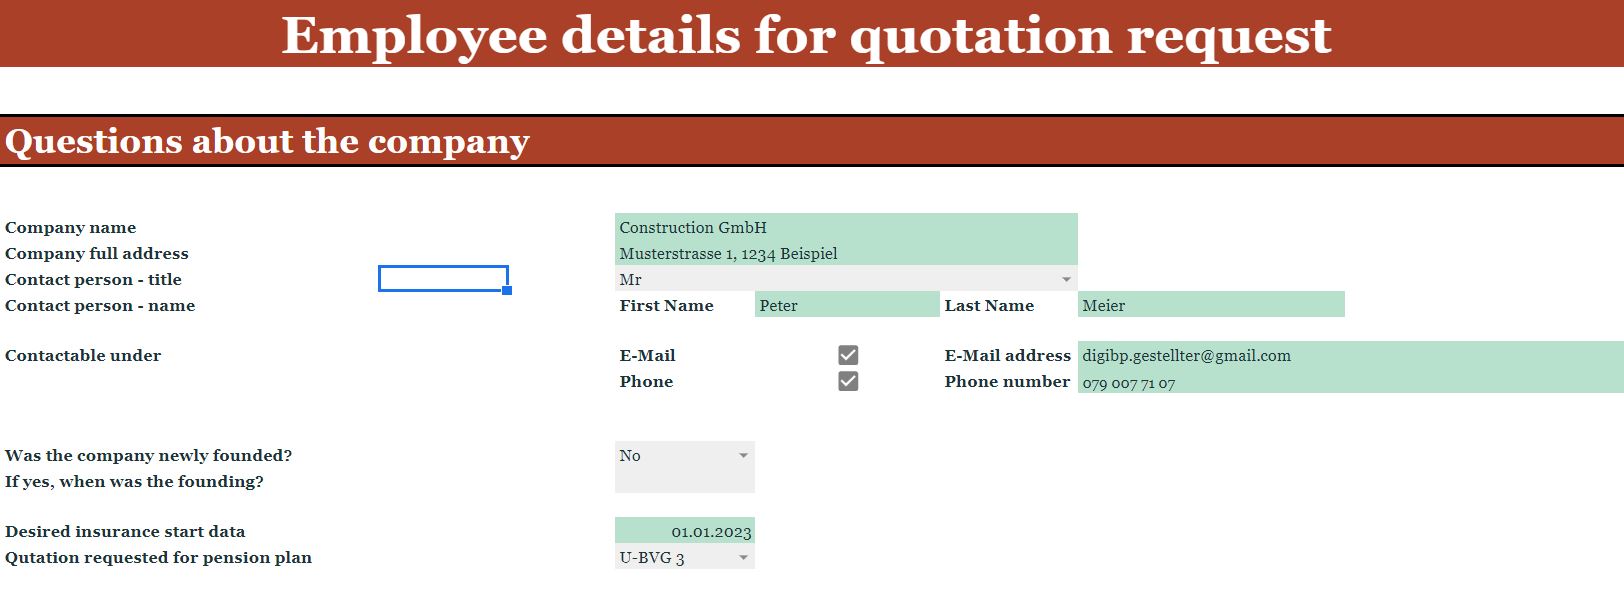 Employee details for quotation request
Questions about the company
Company name Construction GmbH
Company full address Musterstrasse 1, 1234 Beispiel
Contact person - title Mr
Contact person - name First Name Peter Last Name Meier
Contactable under E-Mail E-Mail address digibp.gestellter@gmail.com
Phone Phone number 079 007 71 07
Was the company newly founded? No
If yes, when was the founding?
Desired insurance start data 01.01.2023
Qutation requested for pension plan U-BVG 3